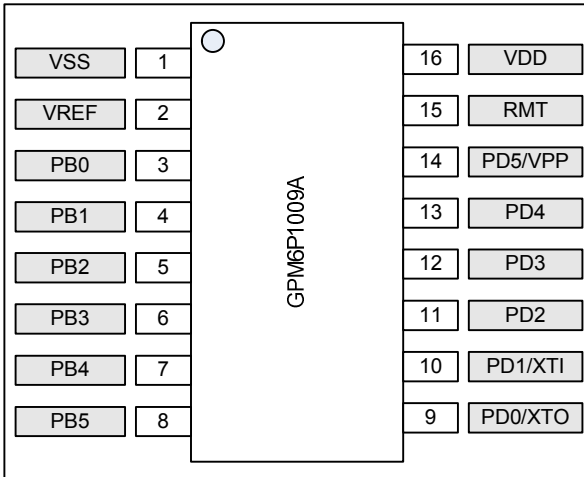 VSS 1 16 VDD
VREF 2 15 RMT
PB0 3 14 PD5/VPP
PB1 4 13 PD4
PB2 5 12 PD3
PB3 6 11 PD2
PB4 7 10 PD1/XTI
PB5 8 9 PD0/XTO
GPM6P1009A